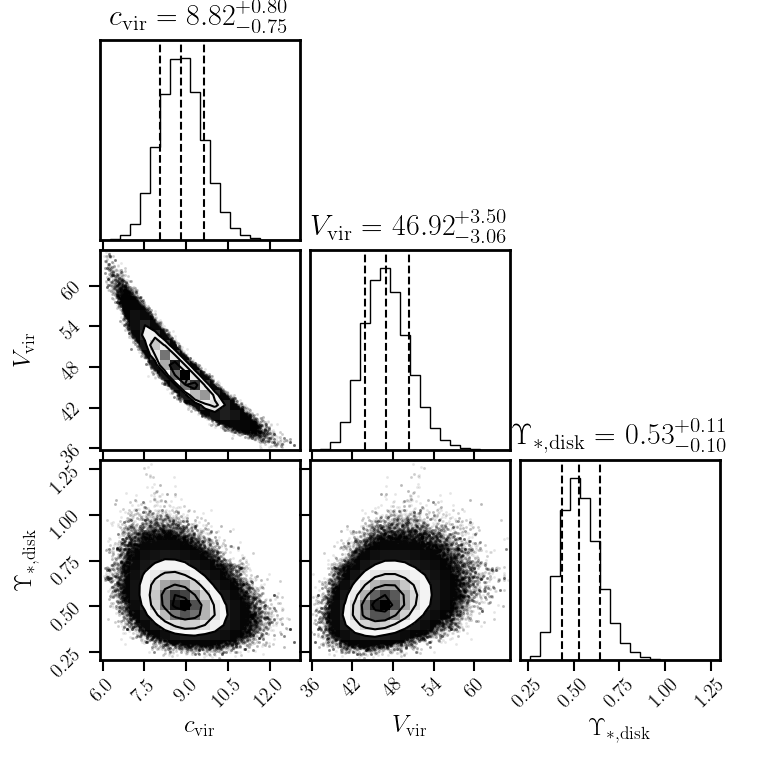 c_vir = 8.82^{+0.80}_{-0.75}
V_vir = 46.92^{+3.50}_{-3.06}
60
54
48
42
36
V_vir
Υ_{*,disk} = 0.53^{+0.11}_{-0.10}
1.25
1.00
0.75
0.50
0.25
Υ_{*,disk}
6.0 7.5 9.0 10.5 12.0
36 42 48 54 60
0.25 0.50 0.75 1.00 1.25
c_vir
V_vir
Υ_{*,disk}